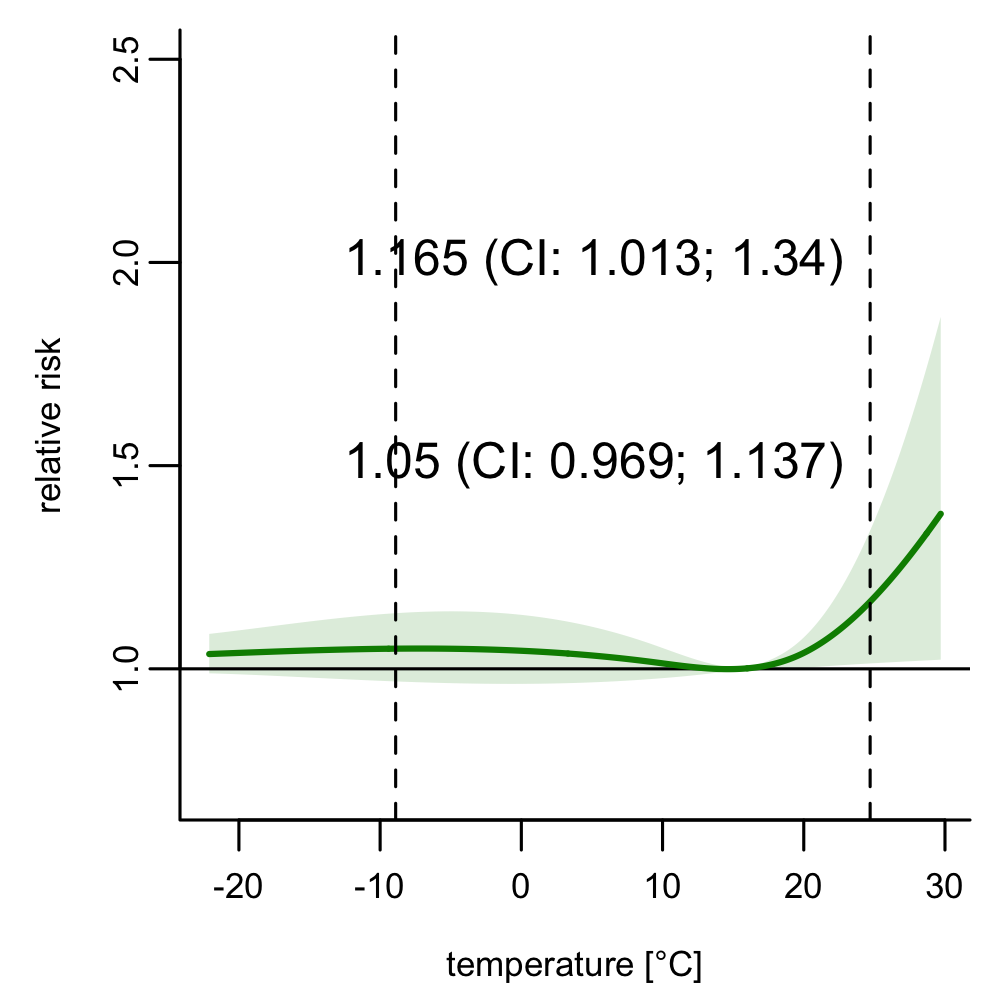 2.5
2.0
1.165 (CI: 1.013; 1.34)
1.5
1.05 (CI: 0.969; 1.137)
relative risk
1.0
-20 -10 0 10 20 30
temperature [°C]